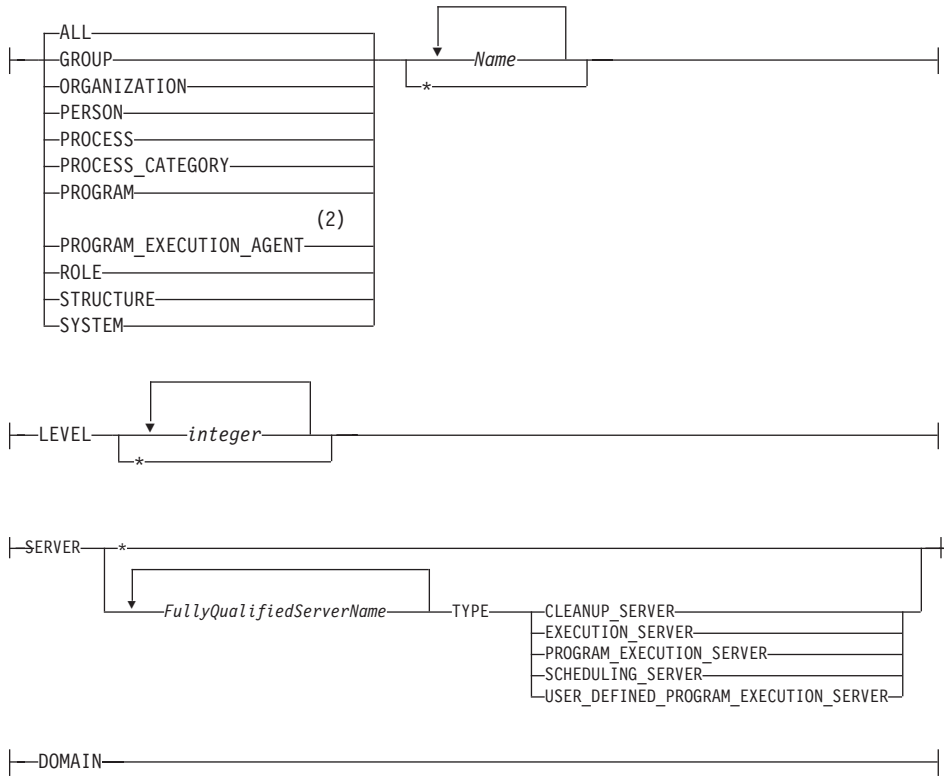 ALL
GROUP Name
ORGANIZATION *
PERSON
PROCESS
PROCESS_CATEGORY
PROGRAM
(2)
PROGRAM_EXECUTION_AGENT
ROLE
STRUCTURE
SYSTEM
LEVEL integer
*
SERVER *
FullyQualifiedServerName TYPE CLEANUP_SERVER
EXECUTION_SERVER
PROGRAM_EXECUTION_SERVER
SCHEDULING_SERVER
USER_DEFINED_PROGRAM_EXECUTION_SERVER
DOMAIN